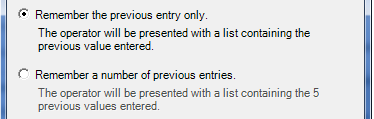 Remember the previous entry only.
The operator will be presented with a list containing the
previous value entered.
Remember a number of previous entries.
The operator will be presented with a list containing the 5
previous values entered.